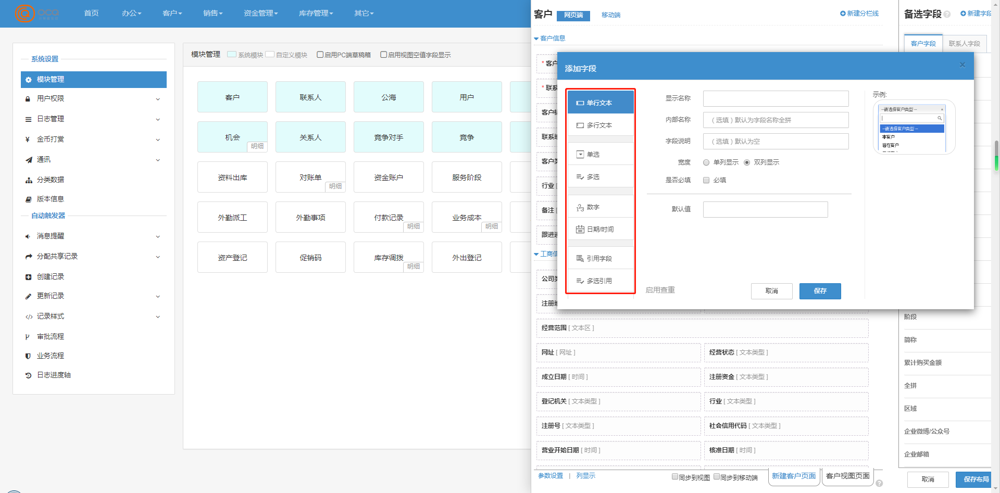 oca
首页
办公
客户
销售
资金管理
库存管理
其它
系统设置
模块管理
用户权限
日志管理
金币打赏
通讯
分类数据
版本信息
自动触发器
消息提醒
分配共享记录
创建记录
更新记录
记录样式
审批流程
业务流程
日志进度轴
模块管理 系统模块 自定义模块 启用PC端草稿箱 启用视图空值字段显示
客户 联系人 公海 用户
机会 明细 关系人 竞争对手 竞争
资料出库 对账单 明细 资金账户 服务阶段
外勤派工 外勤事项 付款记录 明细 业务成本 明细
资产登记 促销码 库存调拨 明细 外出登记
客户 网页端 移动端 新建分栏线
客户信息
* 客户
* 联系
客户
联系
客户
行业 [
备注 [
跟进
工商信
公司
注册
经营范围 [ 文本区 ]
网址 [ 网址 ] 经营状态 [ 文本类型 ]
成立日期 [ 时间 ] 注册资金 [ 文本类型 ]
登记机关 [ 文本类型 ] 行业 [ 文本类型 ]
注册号 [ 文本类型 ] 社会信用代码 [ 文本类型 ]
营业开始日期 [ 时间 ] 核准日期 [ 时间 ]
参数设置 | 列显示 同步到视图 同步到移动端 新建客户页面 客户视图页面 ?
添加字段 ×
单行文本
多行文本
单选
多选
数字
日期/时间
引用字段
多选引用
显示名称
内部名称 （选填）默认为字段名称全拼
字段说明 （选填）默认为空
宽度 单列显示 双列显示
是否必填 必填
默认值
启用查重 取消 保存
示例:
--请选择客户类型--
--请选择客户类型--
潜在客户
备选字段 ? 新建字段
客户字段 联系人字段
阶段
简称
累计购买金额
全拼
区域
企业微博/公众号
企业邮箱
取消 保存布局